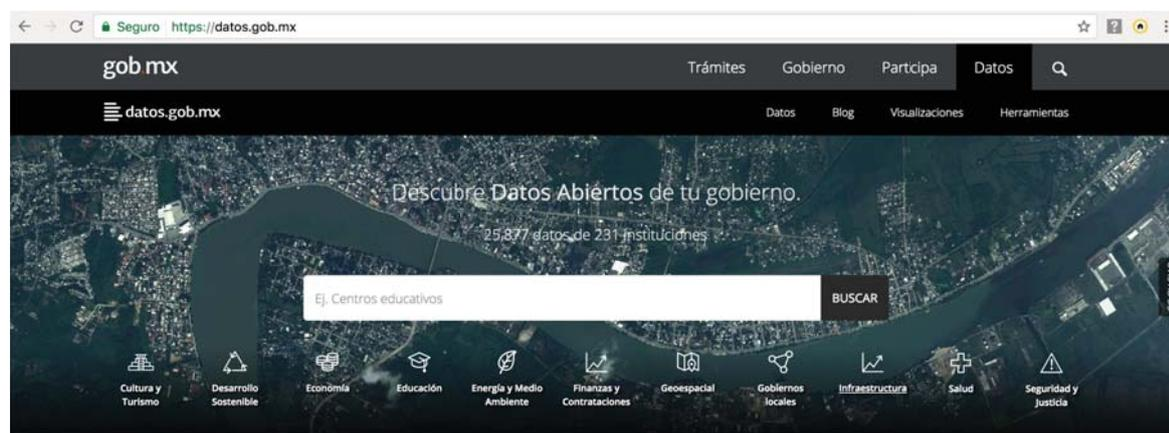 Seguro https://datos.gob.mx
gob.mx Trámites Gobierno Participa Datos
datos.gob.mx Datos Blog Visualizaciones Herramientas
Descubre Datos Abiertos de tu gobierno.
25,877 datos de 231 instituciones
Ej. Centros educativos BUSCAR
Cultura y Turismo
Desarrollo Sostenible
Economía
Educación
Energía y Medio Ambiente
Finanzas y Contrataciones
Geoespacial
Gobiernos locales
Infraestructura
Salud
Seguridad y Justicia